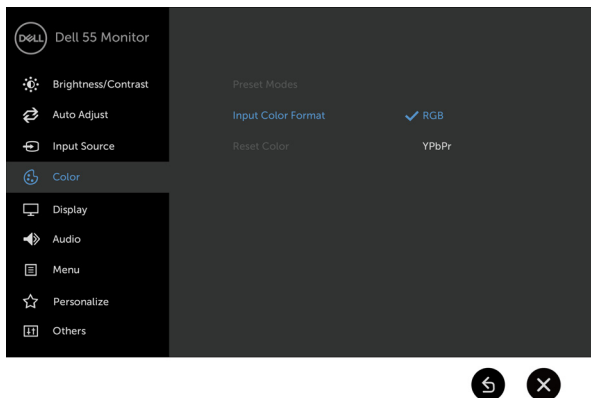 DELL Dell 55 Monitor
Brightness/Contrast
Auto Adjust
Input Source
Color
Display
Audio
Menu
Personalize
Others
Preset Modes
Input Color Format RGB
Reset Color YPbPr